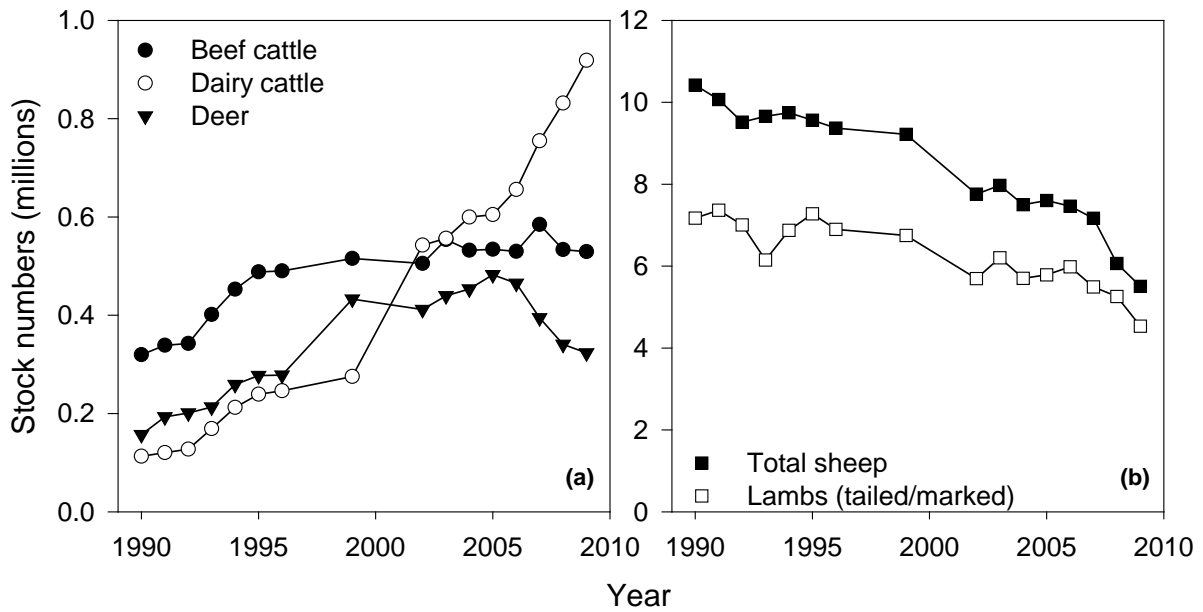 Stock numbers (millions)
1.0
0.8
0.6
0.4
0.2
0.0
Beef cattle
Dairy cattle
Deer
(a)
1990 1995 2000 2005 2010
12
10
8
6
4
2
0
Total sheep
Lambs (tailed/marked)
(b)
1990 1995 2000 2005 2010
Year